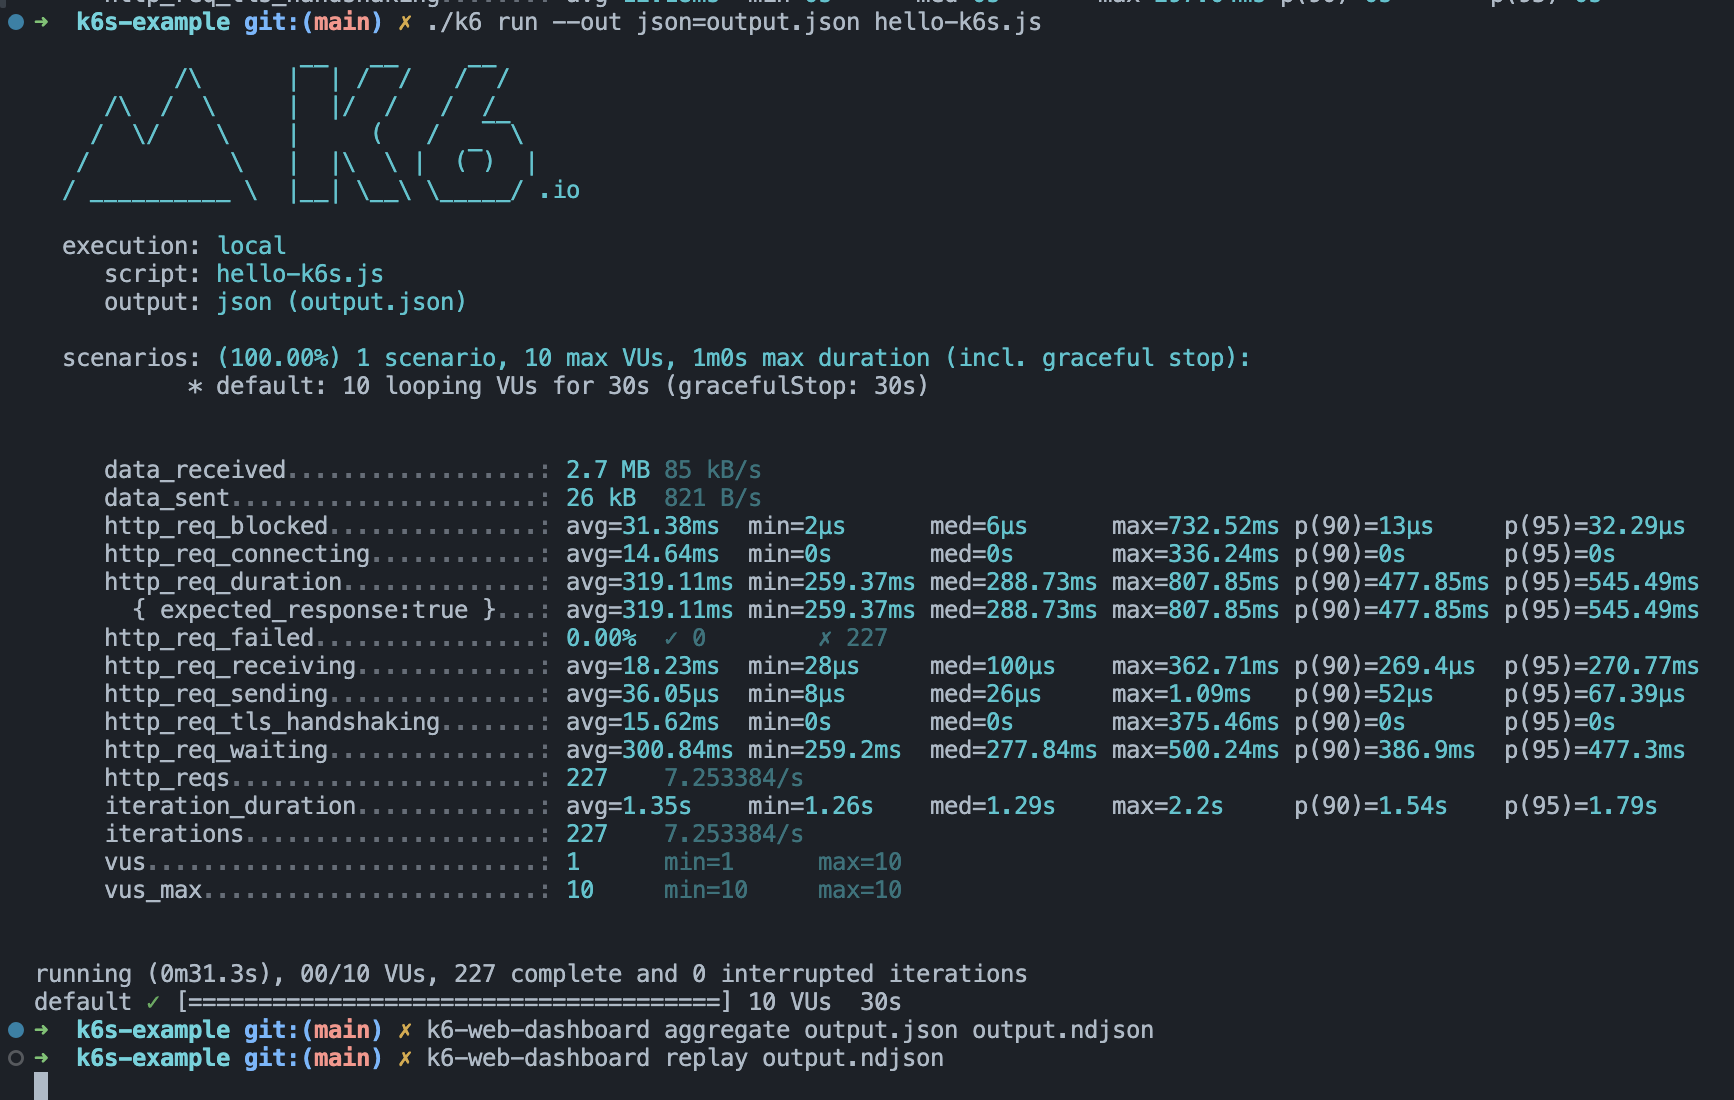 ➜  k6s-example git:(main) ✗ ./k6 run --out json=output.json hello-k6s.js
.io
execution: local
script: hello-k6s.js
output: json (output.json)
scenarios: (100.00%) 1 scenario, 10 max VUs, 1m0s max duration (incl. graceful stop):
* default: 10 looping VUs for 30s (gracefulStop: 30s)
data_received..................: 2.7 MB 85 kB/s
data_sent......................: 26 kB  821 B/s
http_req_blocked...............: avg=31.38ms  min=2µs      med=6µs      max=732.52ms p(90)=13µs     p(95)=32.29µs
http_req_connecting............: avg=14.64ms  min=0s       med=0s       max=336.24ms p(90)=0s       p(95)=0s
http_req_duration..............: avg=319.11ms min=259.37ms med=288.73ms max=807.85ms p(90)=477.85ms p(95)=545.49ms
{ expected_response:true }...: avg=319.11ms min=259.37ms med=288.73ms max=807.85ms p(90)=477.85ms p(95)=545.49ms
http_req_failed................: 0.00%  ✓ 0        ✗ 227
http_req_receiving.............: avg=18.23ms  min=28µs     med=100µs    max=362.71ms p(90)=269.4µs  p(95)=270.77ms
http_req_sending...............: avg=36.05µs  min=8µs      med=26µs     max=1.09ms   p(90)=52µs     p(95)=67.39µs
http_req_tls_handshaking.......: avg=15.62ms  min=0s       med=0s       max=375.46ms p(90)=0s       p(95)=0s
http_req_waiting...............: avg=300.84ms min=259.2ms  med=277.84ms max=500.24ms p(90)=386.9ms  p(95)=477.3ms
http_reqs......................: 227    7.253384/s
iteration_duration.............: avg=1.35s    min=1.26s    med=1.29s    max=2.2s     p(90)=1.54s    p(95)=1.79s
iterations.....................: 227    7.253384/s
vus............................: 1      min=1      max=10
vus_max........................: 10     min=10     max=10
running (0m31.3s), 00/10 VUs, 227 complete and 0 interrupted iterations
default ✓ [======================================] 10 VUs  30s
➜  k6s-example git:(main) ✗ k6-web-dashboard aggregate output.json output.ndjson
➜  k6s-example git:(main) ✗ k6-web-dashboard replay output.ndjson